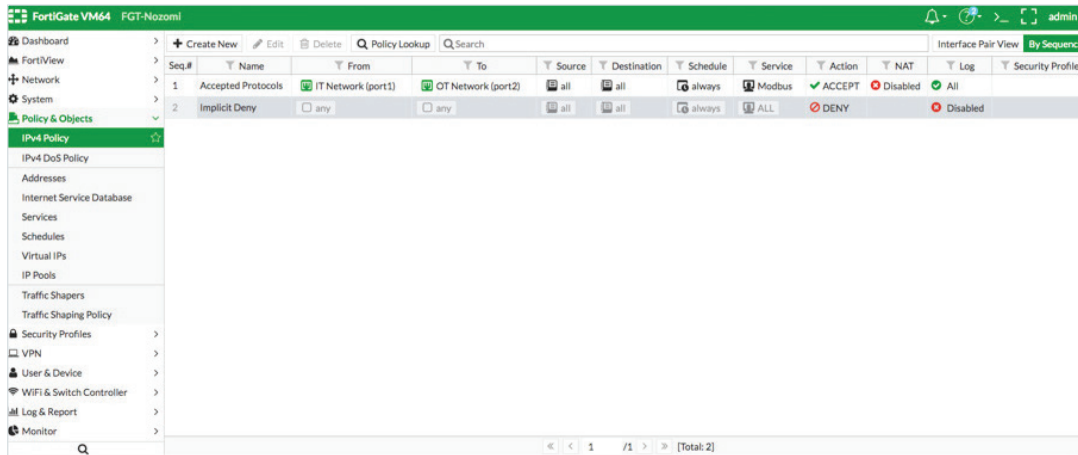 FortiGate VM64 FGT-Nozomi admin
Dashboard
FortiView
Network
System
Policy & Objects
IPv4 Policy
IPv4 DoS Policy
Addresses
Internet Service Database
Services
Schedules
Virtual IPs
IP Pools
Traffic Shapers
Traffic Shaping Policy
Security Profiles
VPN
User & Device
WiFi & Switch Controller
Log & Report
Monitor
+ Create New Edit Delete Policy Lookup Search Interface Pair View By Sequenc
Seq.# Name From To Source Destination Schedule Service Action NAT Log Security Profile
1 Accepted Protocols IT Network (port1) OT Network (port2) all all always Modbus ACCEPT Disabled All
2 Implicit Deny any any all all always ALL DENY Disabled
« < 1 /1 > » [Total: 2]